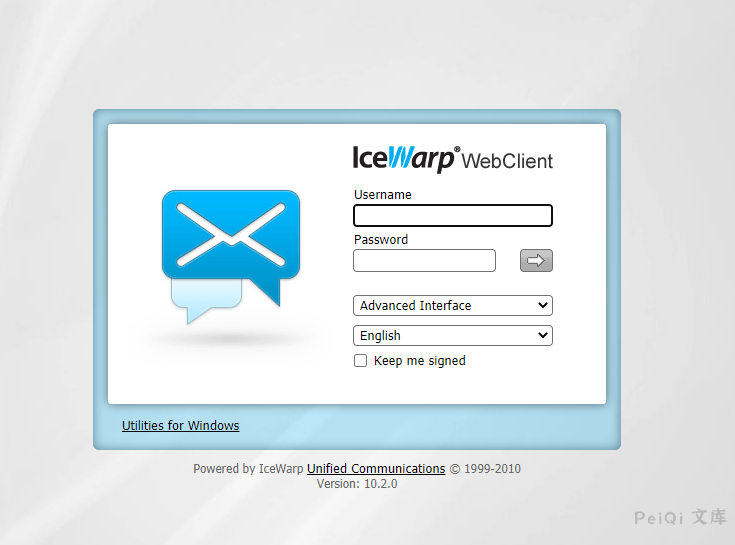 IceWarp® WebClient
Username
Password
Advanced Interface
English
Keep me signed
Utilities for Windows
Powered by IceWarp Unified Communications © 1999-2010
Version: 10.2.0
PeiQi 文库